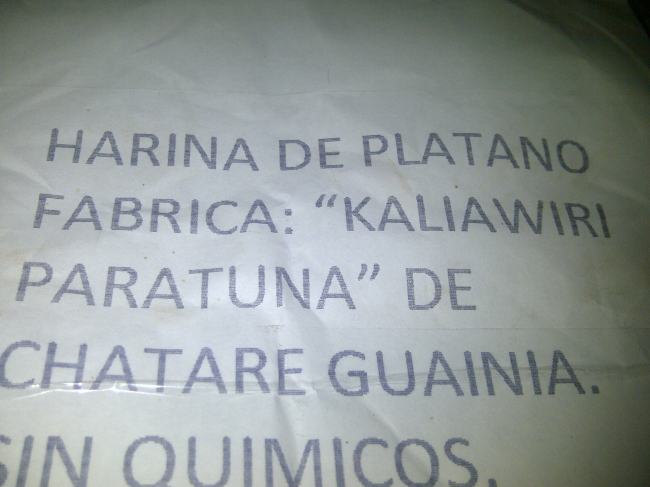 HARINA DE PLATANO
FABRICA: “KALIAWIRI
PARATUNA” DE
CHATARE GUAINIA.
SIN QUIMICOS.